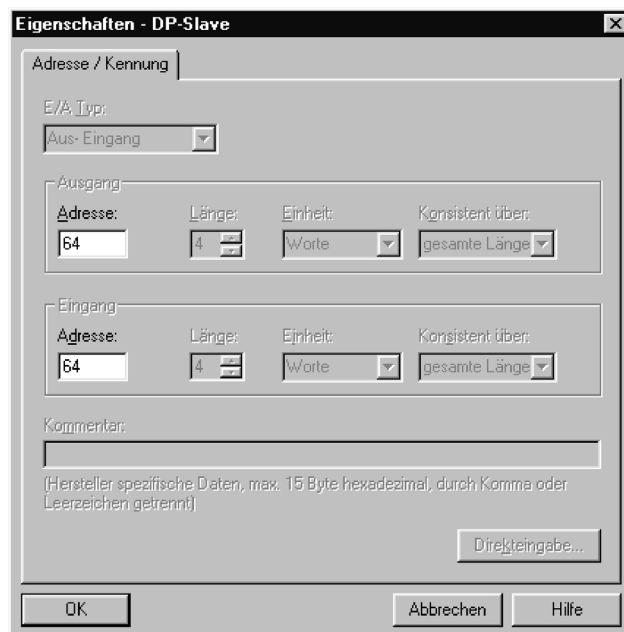 Eigenschaften - DP-Slave
Adresse / Kennung
E/A Typ:
Aus- Eingang
Ausgang
Adresse: Länge: Einheit: Konsistent über:
64 4 Worte gesamte Länge
Eingang
Adresse: Länge: Einheit: Konsistent über:
64 4 Worte gesamte Länge
Kommentar:
(Hersteller spezifische Daten, max. 15 Byte hexadezimal, durch Komma oder
Leerzeichen getrennt)
Direkteingabe...
OK Abbrechen Hilfe